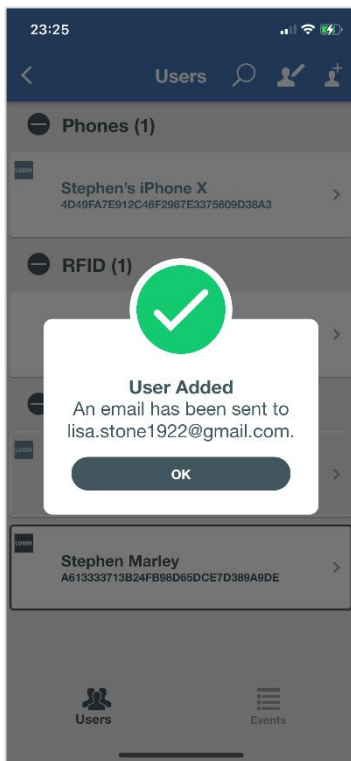 23:25
Users
Phones (1)
LOGIN
Stephen's iPhone X
4D49FA7E912C46F2987E3375609D38A3
RFID (1)
User Added
An email has been sent to
lisa.stone1922@gmail.com.
OK
LOGIN
LOGIN
Stephen Marley
A613333713B24FB98D65DCE7D389A9DE
Users
Events